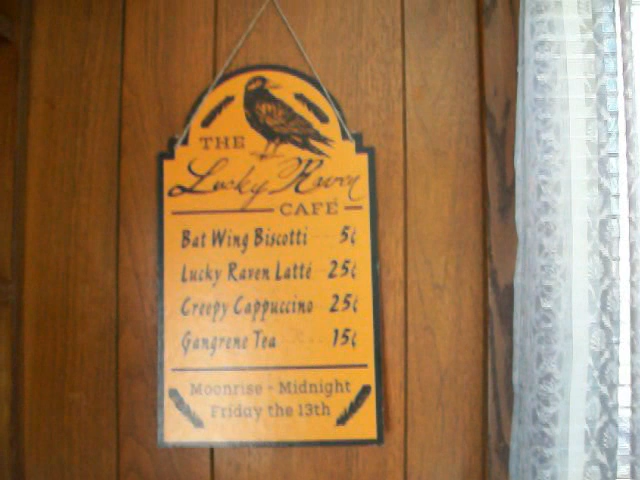 THE
Lucky Raven
CAFÉ
Bat Wing Biscotti 5¢
Lucky Raven Latté 25¢
Creepy Cappuccino 25¢
Gangrene Tea 15¢
Moonrise - Midnight
Friday the 13th